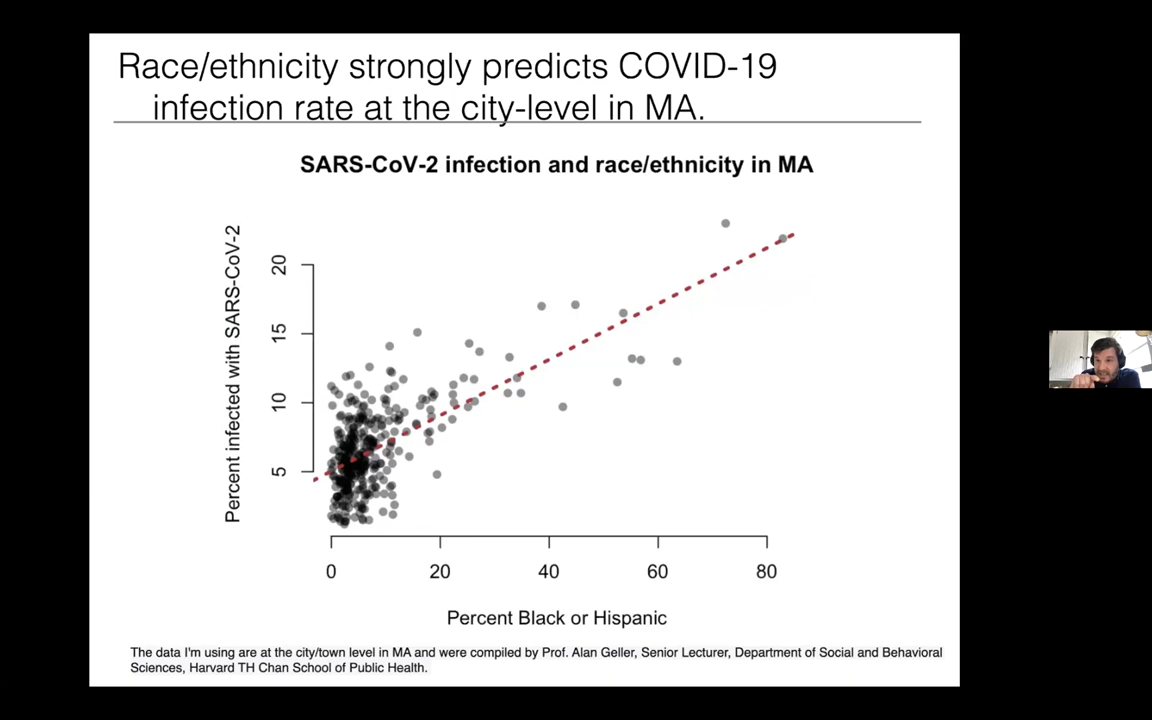 Race/ethnicity strongly predicts COVID-19
infection rate at the city-level in MA.
SARS-CoV-2 infection and race/ethnicity in MA
Percent infected with SARS-CoV-2
20
15
10
5
0 20 40 60 80
Percent Black or Hispanic
The data I'm using are at the city/town level in MA and were compiled by Prof. Alan Geller, Senior Lecturer, Department of Social and Behavioral
Sciences, Harvard TH Chan School of Public Health.